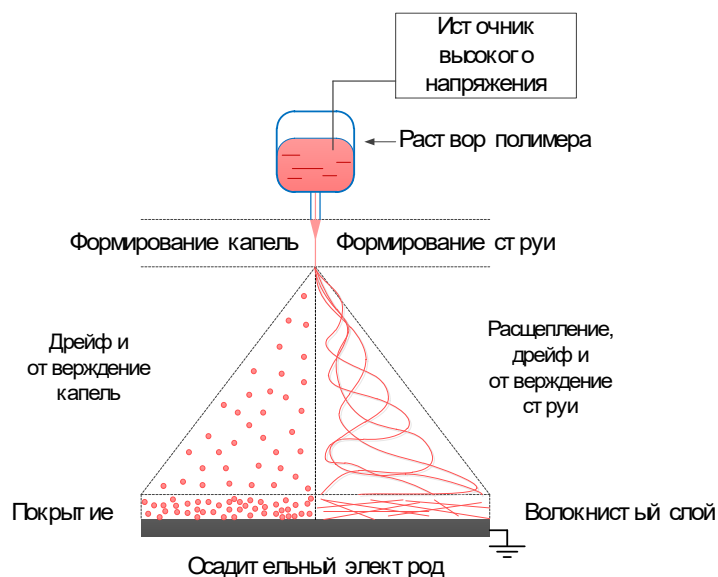 Источник
высокого
напряжения
Раствор полимера
Формирование капель
Формирование струи
Дрейф и
отверждение
капель
Расщепление,
дрейф и
отверждение
струи
Покрытие
Волокнистый слой
Осадительный электрод